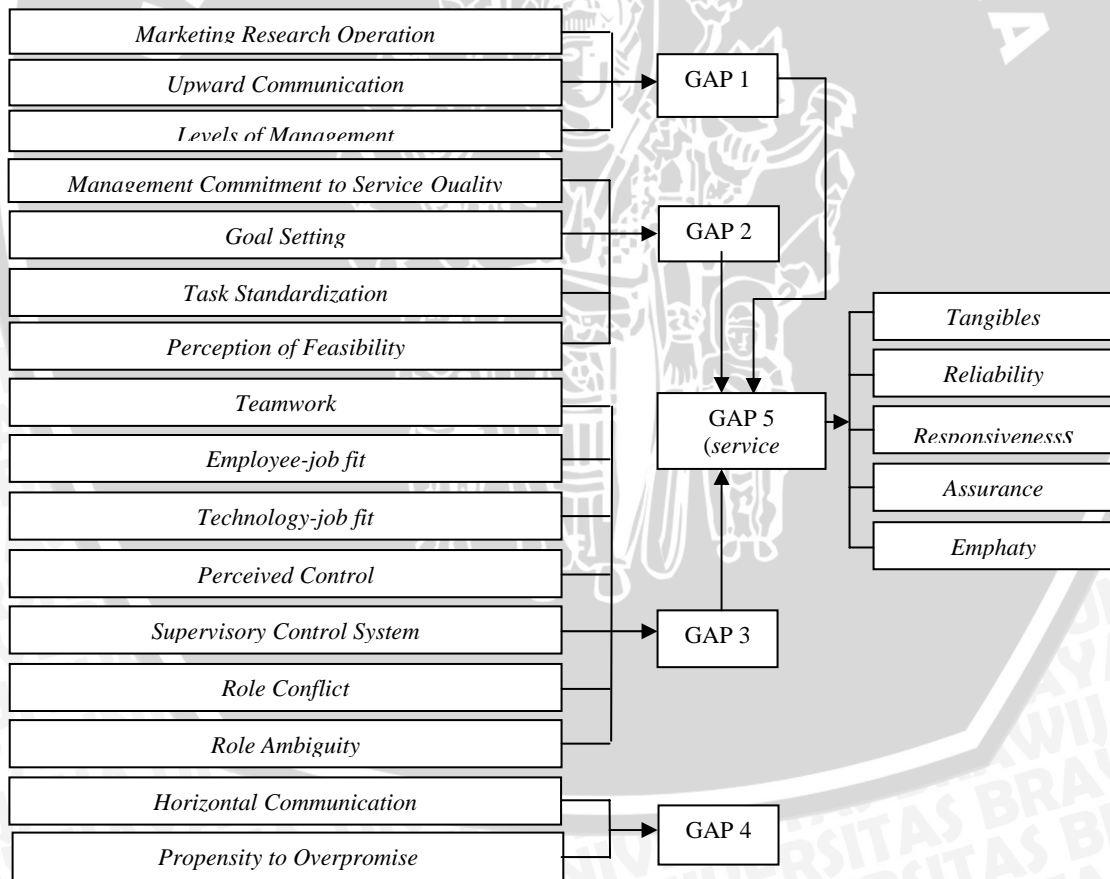 Marketing Research Operation
Upward Communication
Levels of Management
Management Commitment to Service Quality
Goal Setting
Task Standardization
Perception of Feasibility
Teamwork
Employee-job fit
Technology-job fit
Perceived Control
Supervisory Control System
Role Conflict
Role Ambiguity
Horizontal Communication
Propensity to Overpromise
GAP 1
GAP 2
GAP 5
(service
GAP 3
GAP 4
Tangibles
Reliability
Responsivenesss
Assurance
Emphaty